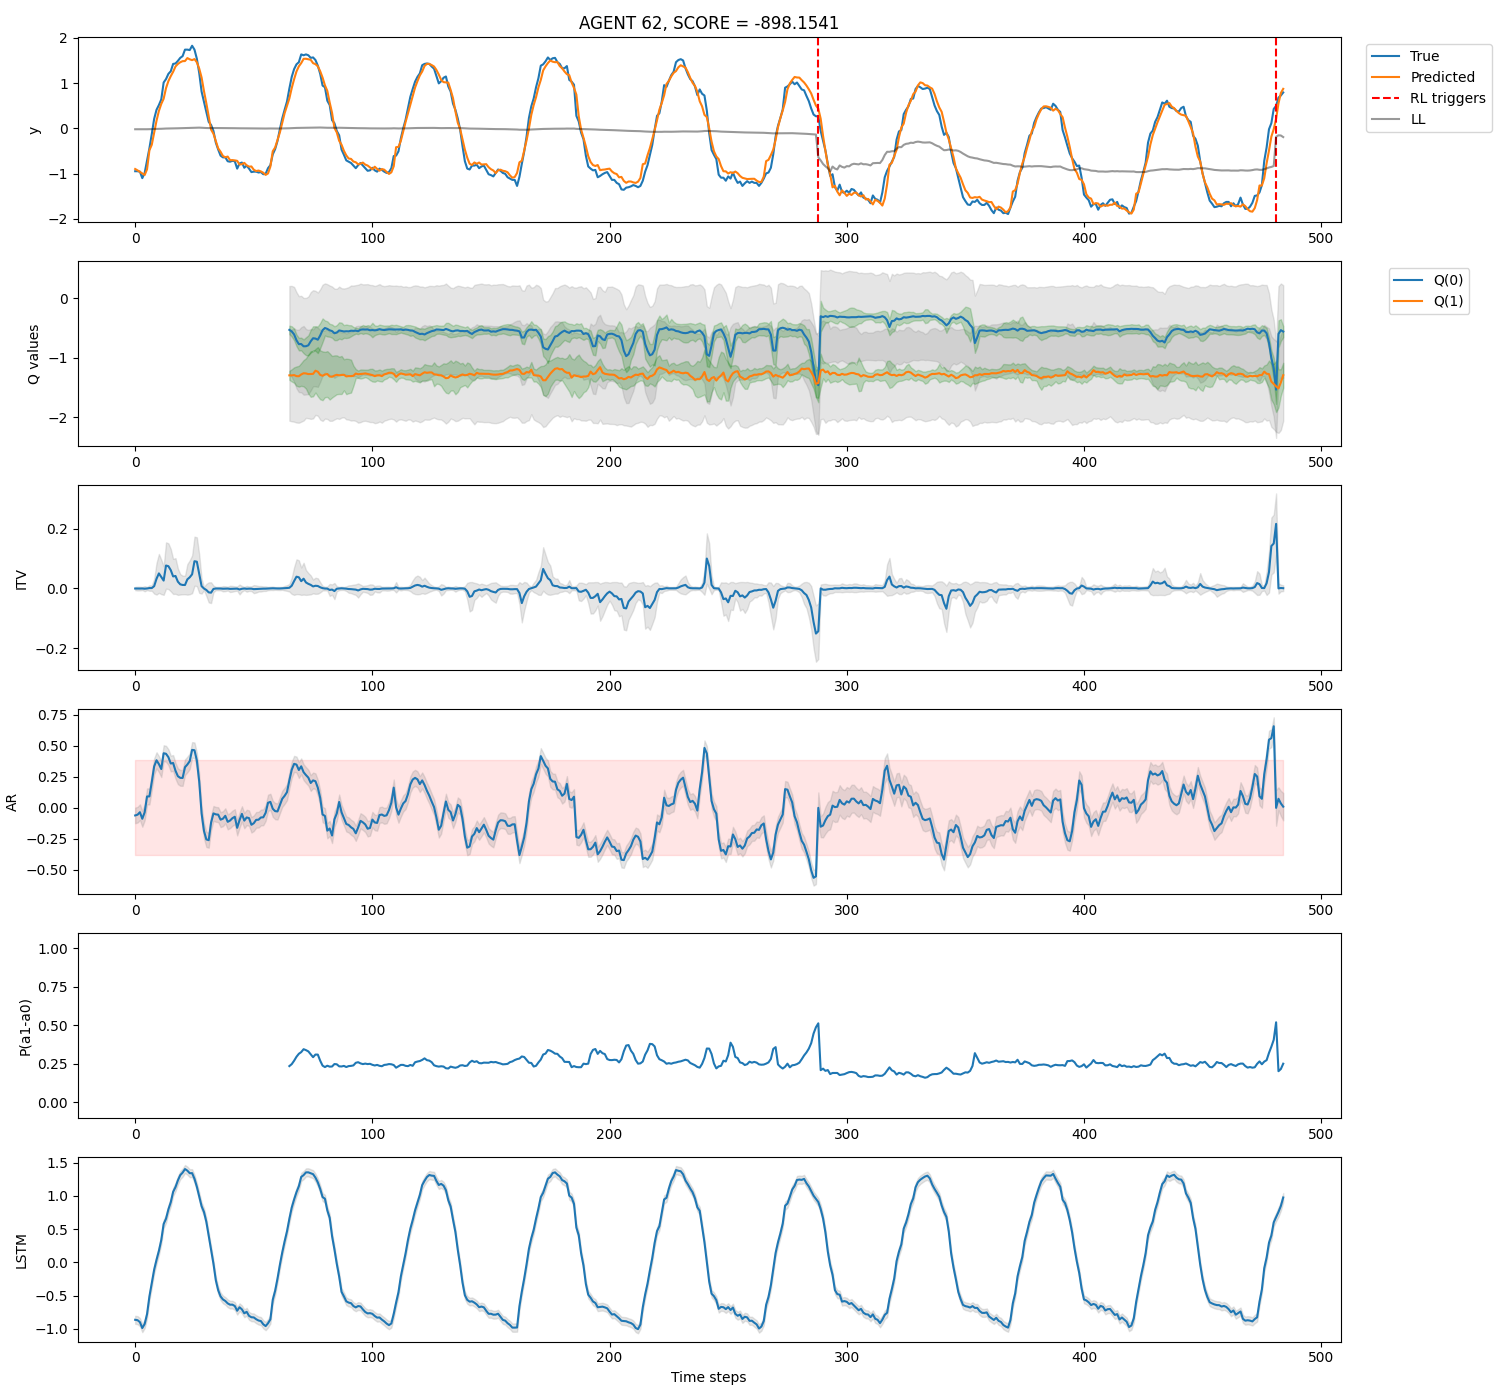 AGENT 62, SCORE = -898.1541
y
2
1
0
−1
−2
0 100 200 300 400 500
True
Predicted
RL triggers
LL
Q values
0
−1
−2
0 100 200 300 400 500
Q(0)
Q(1)
ITV
0.2
0.0
−0.2
0 100 200 300 400 500
AR
0.75
0.50
0.25
0.00
−0.25
−0.50
0 100 200 300 400 500
P(a1-a0)
1.00
0.75
0.50
0.25
0.00
0 100 200 300 400 500
LSTM
1.5
1.0
0.5
0.0
−0.5
−1.0
0 100 200 300 400 500
Time steps